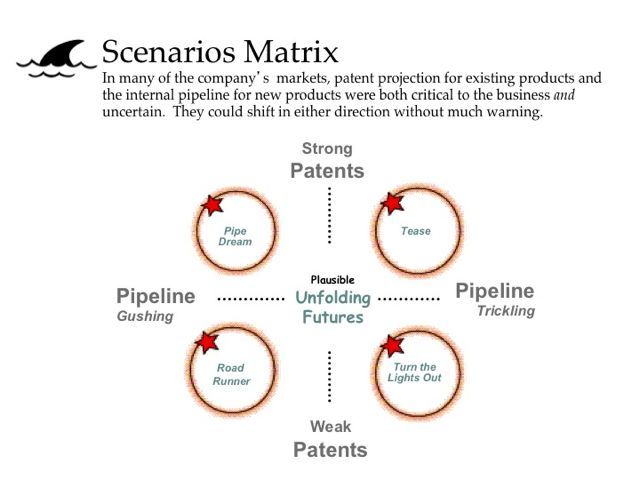 Scenarios Matrix
In many of the company’s markets, patent projection for existing products and
the internal pipeline for new products were both critical to the business and
uncertain. They could shift in either direction without much warning.
Strong
Patents
Pipe
Dream
Tease
Plausible
Unfolding
Futures
Pipeline
Gushing
Pipeline
Trickling
Road
Runner
Turn the
Lights Out
Weak
Patents